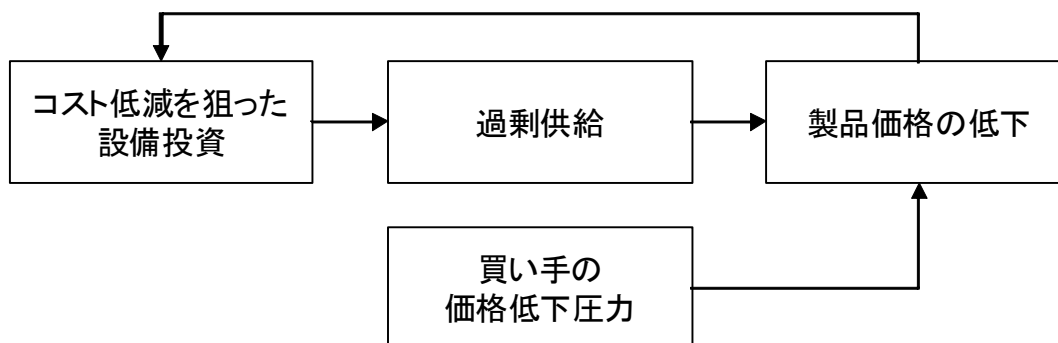 コスト低減を狙った
設備投資
過剰供給
製品価格の低下
買い手の
価格低下圧力